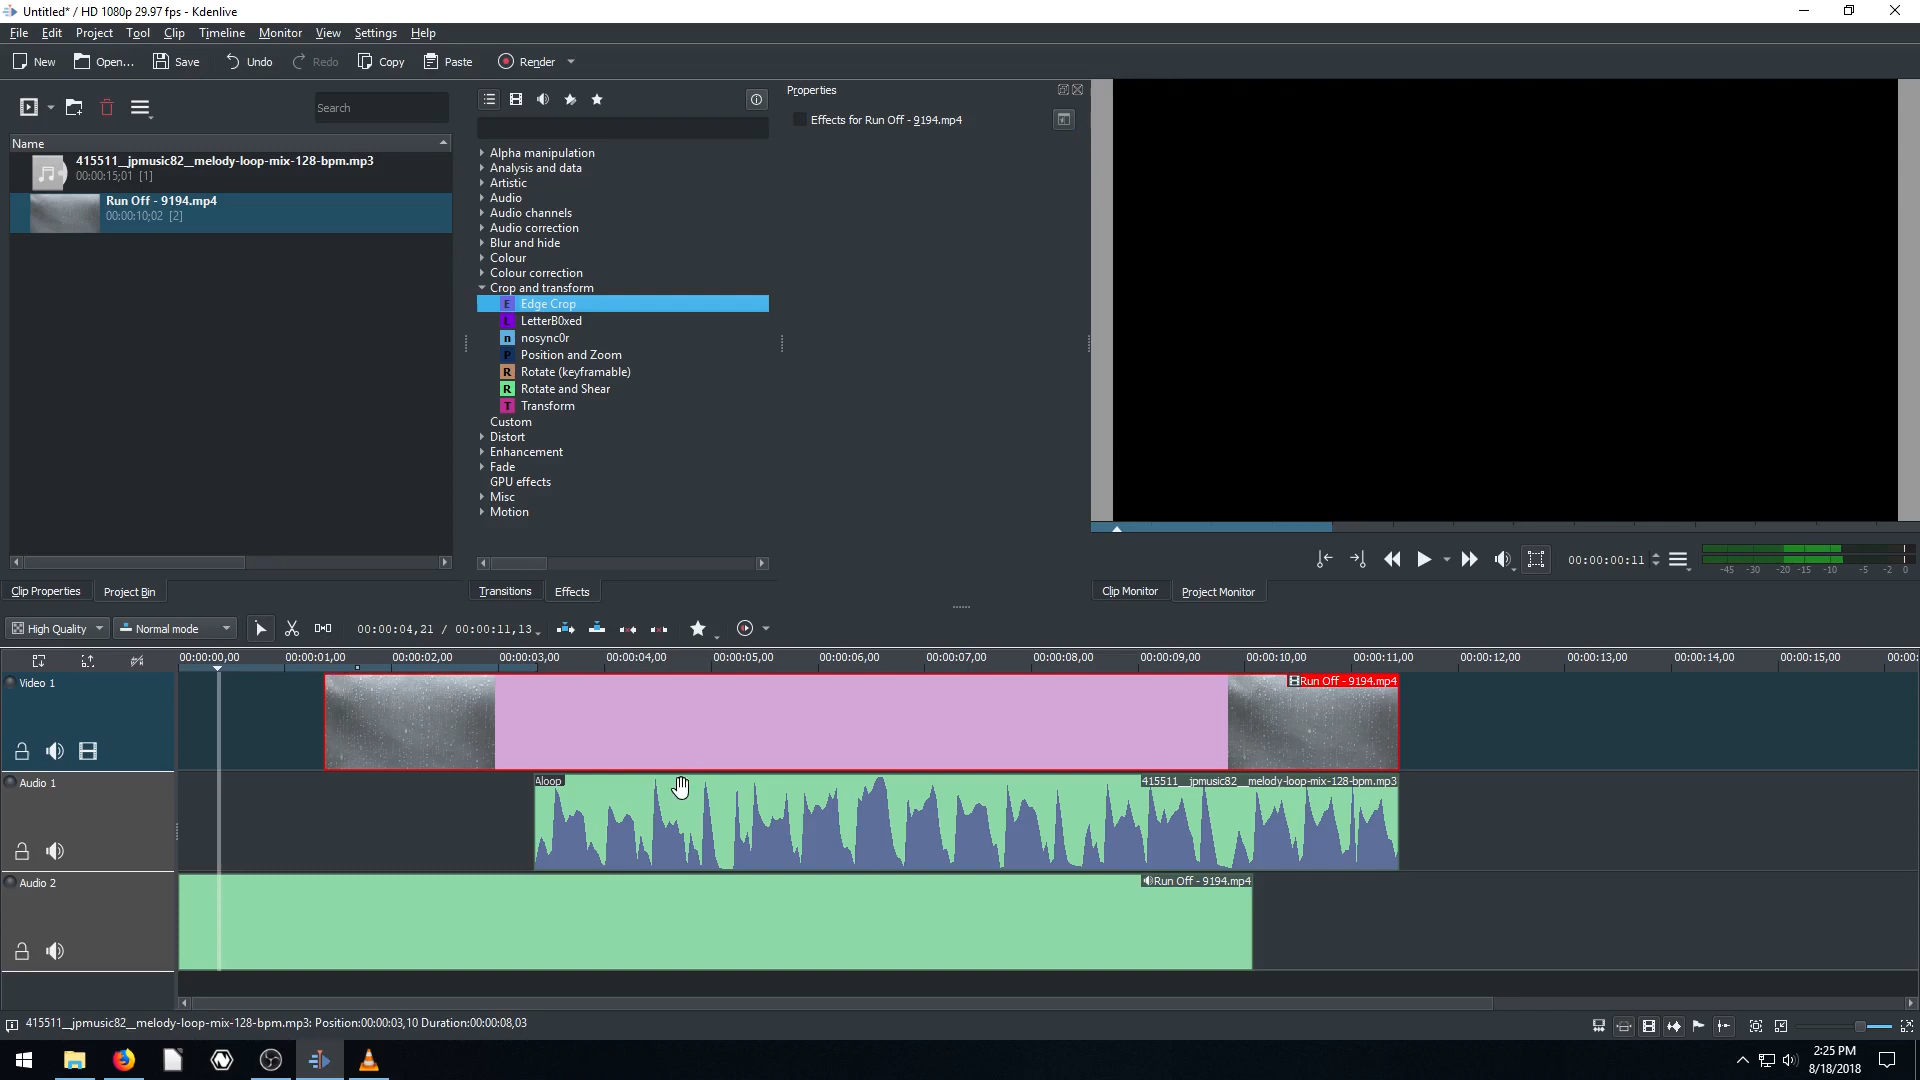 Untitled* / HD 1080p 29.97 fps - Kdenlive
File Edit Project Tool Clip Timeline Monitor View Settings Help
New Open... Save Undo Redo Copy Paste Render
Search
Name
415511__jpmusic82__melody-loop-mix-128-bpm.mp3
00:00:15;01 [1]
Run Off - 9194.mp4
00:00:10;02 [2]
Clip Properties Project Bin
Alpha manipulation
Analysis and data
Artistic
Audio
Audio channels
Audio correction
Blur and hide
Colour
Colour correction
Crop and transform
E Edge Crop
L LetterB0xed
n nosync0r
P Position and Zoom
R Rotate (keyframable)
R Rotate and Shear
T Transform
Custom
Distort
Enhancement
Fade
GPU effects
Misc
Motion
Transitions Effects
Properties
Effects for Run Off - 9194.mp4
00:00:00;11
-45 -30 -20 -15 -10 -5 -2 0
Clip Monitor Project Monitor
High Quality Normal mode 00:00:04,21 / 00:00:11,13
00:00:00,00 00:00:01,00 00:00:02,00 00:00:03,00 00:00:04,00 00:00:05,00 00:00:06,00 00:00:07,00 00:00:08,00 00:00:09,00 00:00:10,00 00:00:11,00 00:00:12,00 00:00:13,00 00:00:14,00 00:00:15,00 00:00:
Video 1
Run Off - 9194.mp4
Audio 1
Aloop
415511__jpmusic82__melody-loop-mix-128-bpm.mp3
Audio 2
Run Off - 9194.mp4
415511__jpmusic82__melody-loop-mix-128-bpm.mp3: Position:00:00:03,10 Duration:00:00:08,03
2:25 PM
8/18/2018